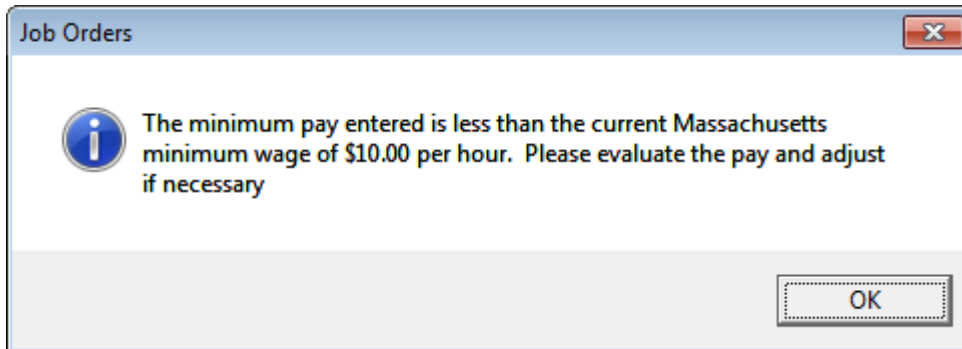 Job Orders
The minimum pay entered is less than the current Massachusetts
minimum wage of $10.00 per hour.  Please evaluate the pay and adjust
if necessary
OK